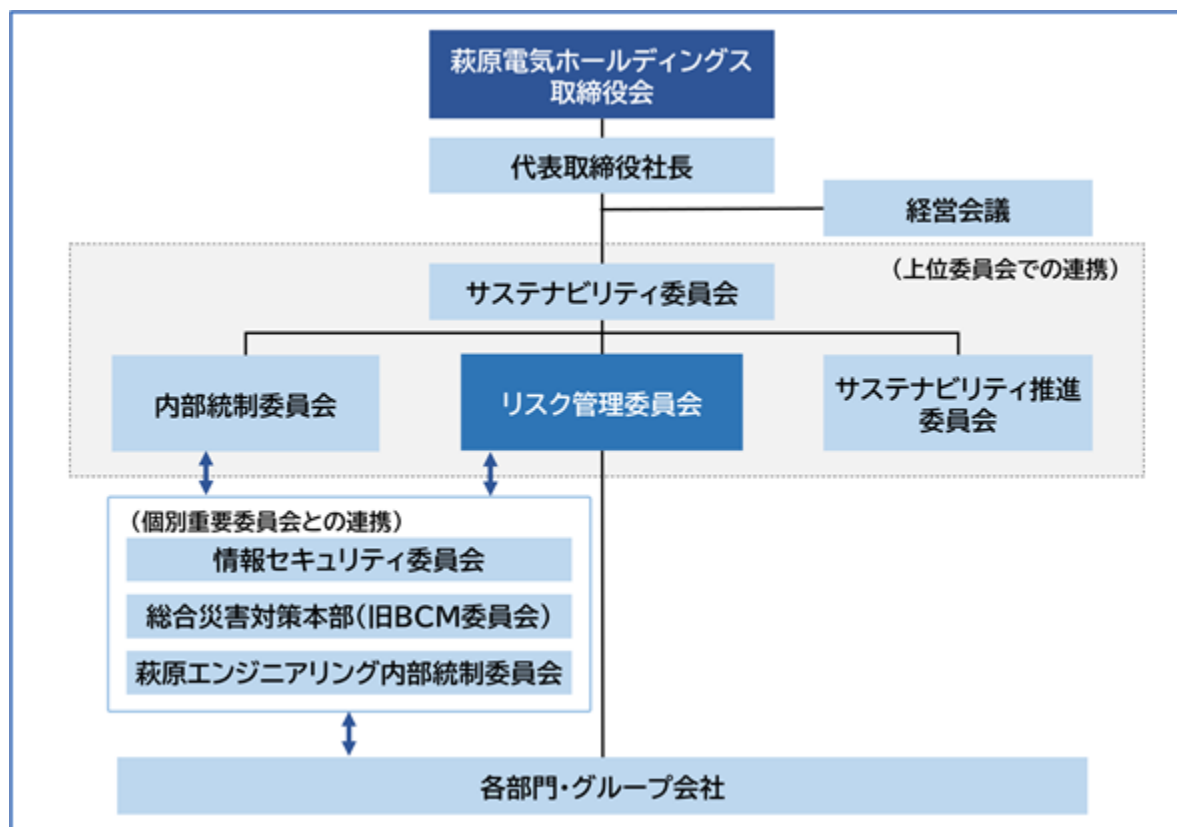 萩原電気ホールディングス
取締役会
代表取締役社長
経営会議
（上位委員会での連携）
サステナビリティ委員会
内部統制委員会
リスク管理委員会
サステナビリティ推進
委員会
（個別重要委員会との連携）
情報セキュリティ委員会
総合災害対策本部（旧BCM委員会）
萩原エンジニアリング内部統制委員会
各部門・グループ会社